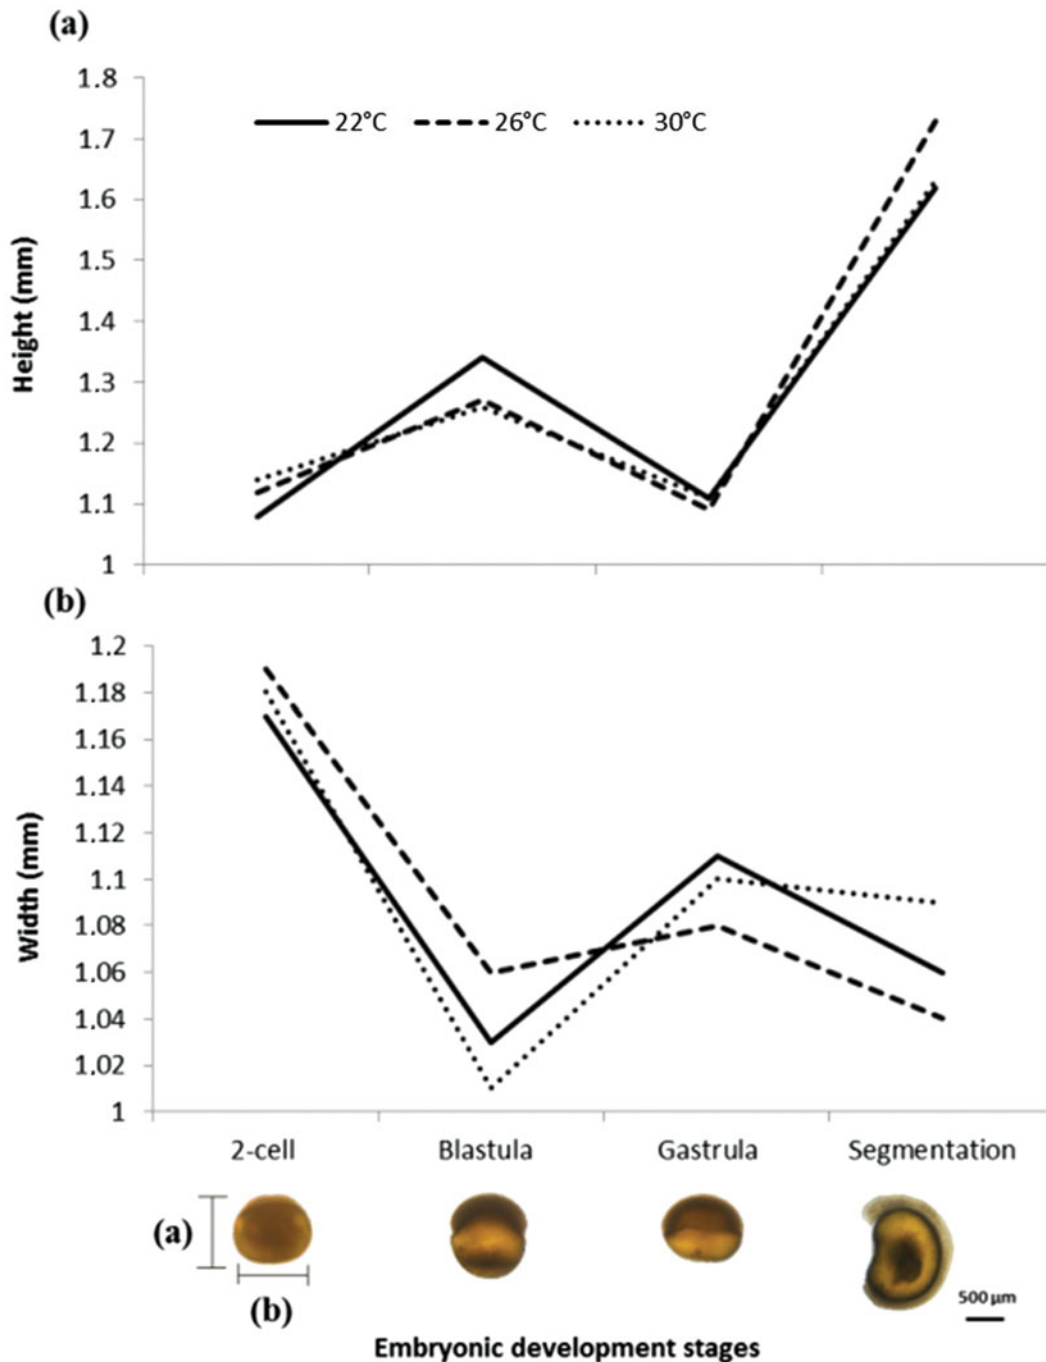 (a)
1.8
1.7
1.6
1.5
1.4
1.3
1.2
1.1
1
Height (mm)
22°C 26°C 30°C
(b)
1.2
1.18
1.16
1.14
1.12
1.1
1.08
1.06
1.04
1.02
1
Width (mm)
2-cell Blastula Gastrula Segmentation
(a)
(b)
500 µm
Embryonic development stages